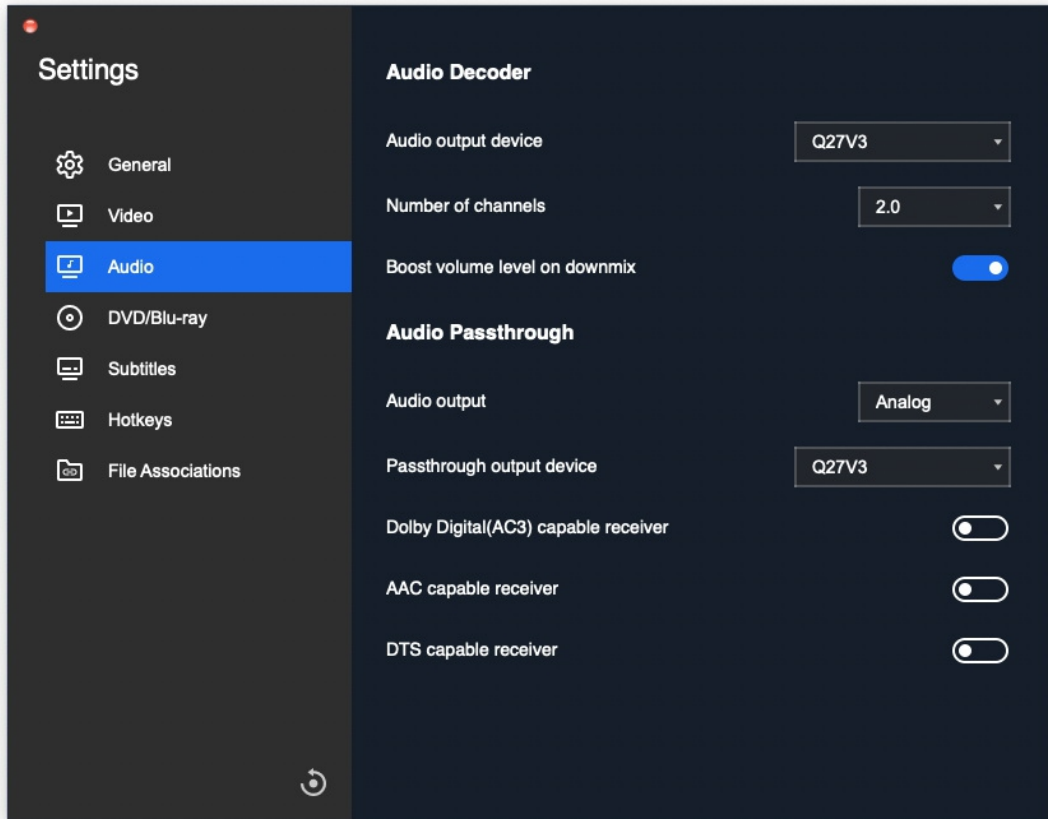 Settings
General
Video
Audio
DVD/Blu-ray
Subtitles
Hotkeys
File Associations
Audio Decoder
Audio output device
Q27V3
Number of channels
2.0
Boost volume level on downmix
Audio Passthrough
Audio output
Analog
Passthrough output device
Q27V3
Dolby Digital(AC3) capable receiver
AAC capable receiver
DTS capable receiver